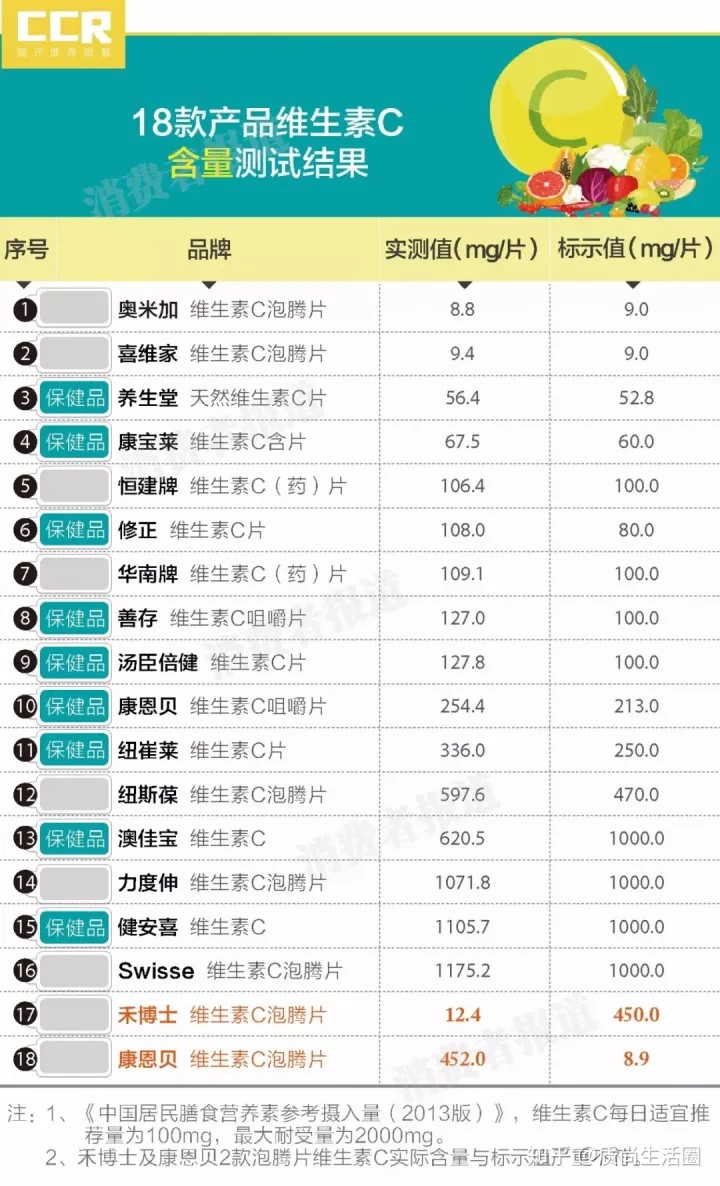 CCR
18款产品维生素C
含量测试结果
C
序号 品牌 实测值(mg/片) 标示值(mg/片)
1 奥米加 维生素C泡腾片 8.8 9.0
2 喜维家 维生素C泡腾片 9.4 9.0
3 保健品 养生堂 天然维生素C片 56.4 52.8
4 保健品 康宝莱 维生素C含片 67.5 60.0
5 恒建牌 维生素C（药）片 106.4 100.0
6 保健品 修正 维生素C片 108.0 80.0
7 华南牌 维生素C（药）片 109.1 100.0
8 保健品 善存 维生素C咀嚼片 127.0 100.0
9 保健品 汤臣倍健 维生素C片 127.8 100.0
10 保健品 康恩贝 维生素C咀嚼片 254.4 213.0
11 保健品 纽崔莱 维生素C片 336.0 250.0
12 纽斯葆 维生素C泡腾片 597.6 470.0
13 保健品 澳佳宝 维生素C 620.5 1000.0
14 力度伸 维生素C泡腾片 1071.8 1000.0
15 保健品 健安喜 维生素C 1105.7 1000.0
16 Swisse 维生素C泡腾片 1175.2 1000.0
17 禾博士 维生素C泡腾片 12.4 450.0
18 康恩贝 维生素C泡腾片 452.0 8.9
注：1、《中国居民膳食营养素参考摄入量（2013版）》，维生素C每日适宜推
荐量为100mg，最大耐受量为2000mg。
2、禾博士及康恩贝2款泡腾片维生素C实际含量与标示值严重不符。
消费者报道
知乎 @质尚生活圈